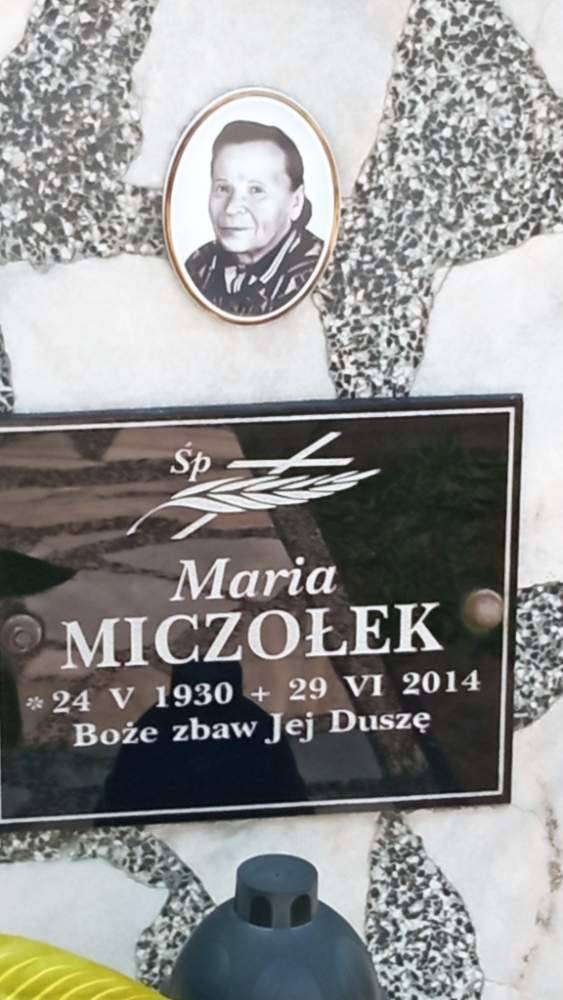 Śp
Maria
MICZOŁEK
*24 V 1930 + 29 VI 2014
Boże zbaw Jej Duszę